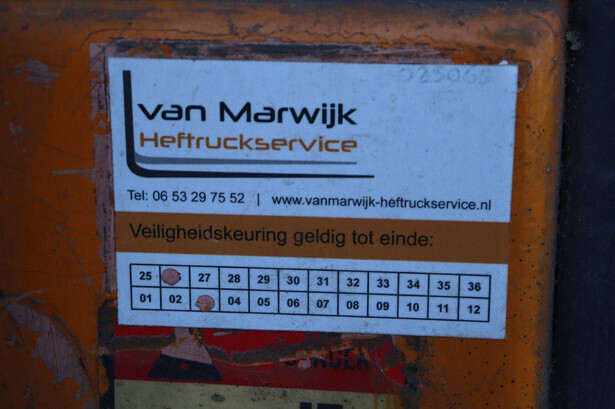 023065
van Marwijk
Heftruckservice
Tel: 06 53 29 75 52 | www.vanmarwijk-heftruckservice.nl
Veiligheidskeuring geldig tot einde:
25 27 28 29 30 31 32 33 34 35 36
01 02 04 05 06 07 08 09 10 11 12
DANGER